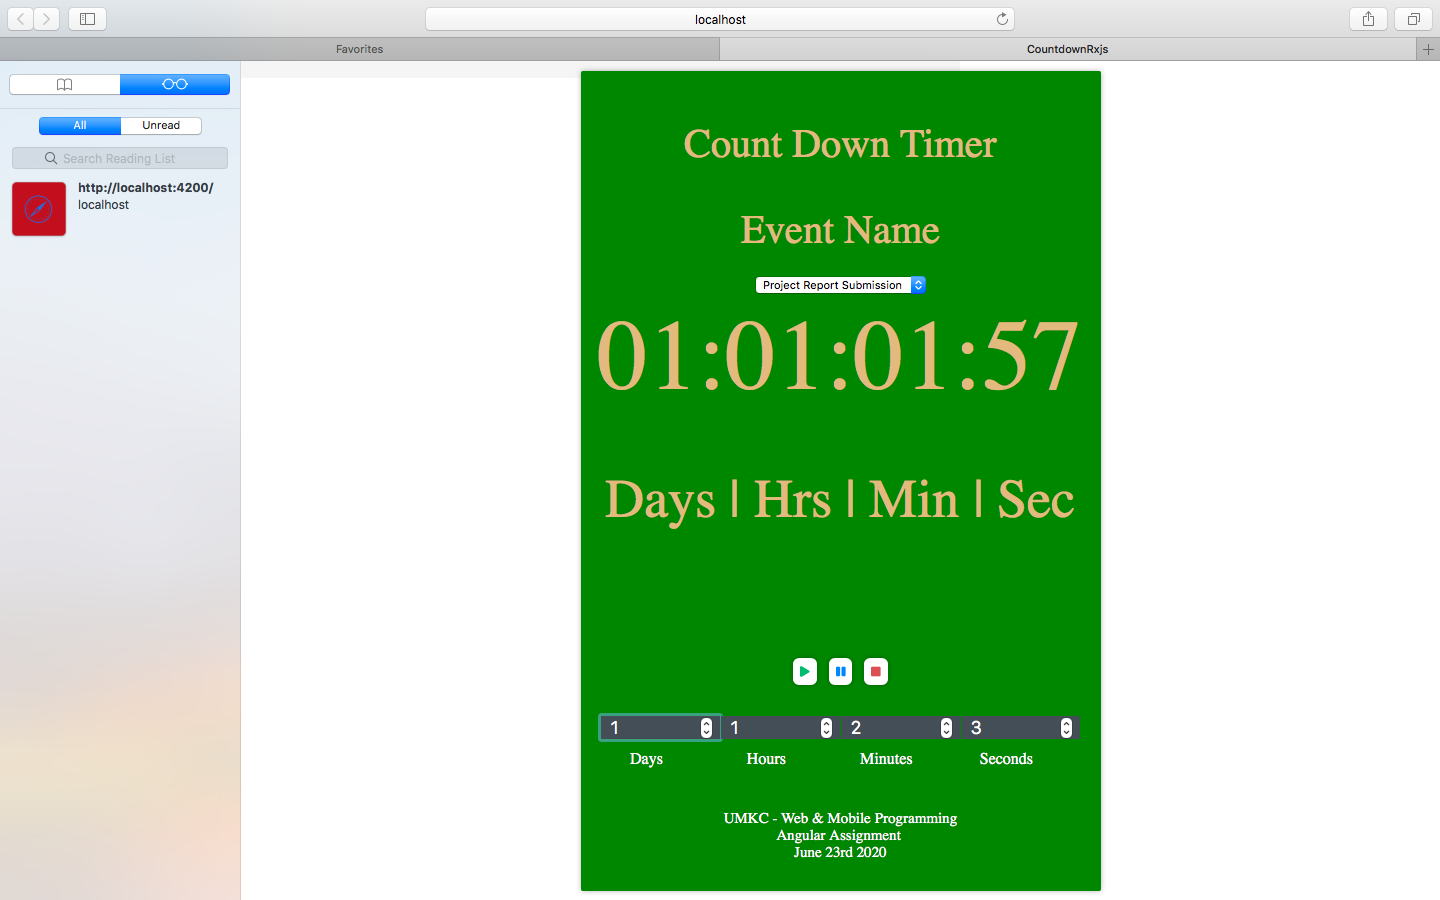 localhost
Favorites
CountdownRxjs
All
Unread
Search Reading List
http://localhost:4200/
localhost
Count Down Timer
Event Name
Project Report Submission
01:01:01:57
Days | Hrs | Min | Sec
1 1 2 3
Days Hours Minutes Seconds
UMKC - Web & Mobile Programming
Angular Assignment
June 23rd 2020